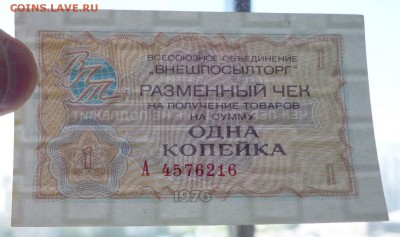 COINS.LAVE.RU
ВСЕСОЮЗНОЕ ОБЪЕДИНЕНИЕ
„ВНЕШПОСЫЛТОРГ"
РАЗМЕННЫЙ ЧЕК
НА ПОЛУЧЕНИЕ ТОВАРОВ
НА СУММУ
ОДНА
КОПЕЙКА
1
А 4576216
1976